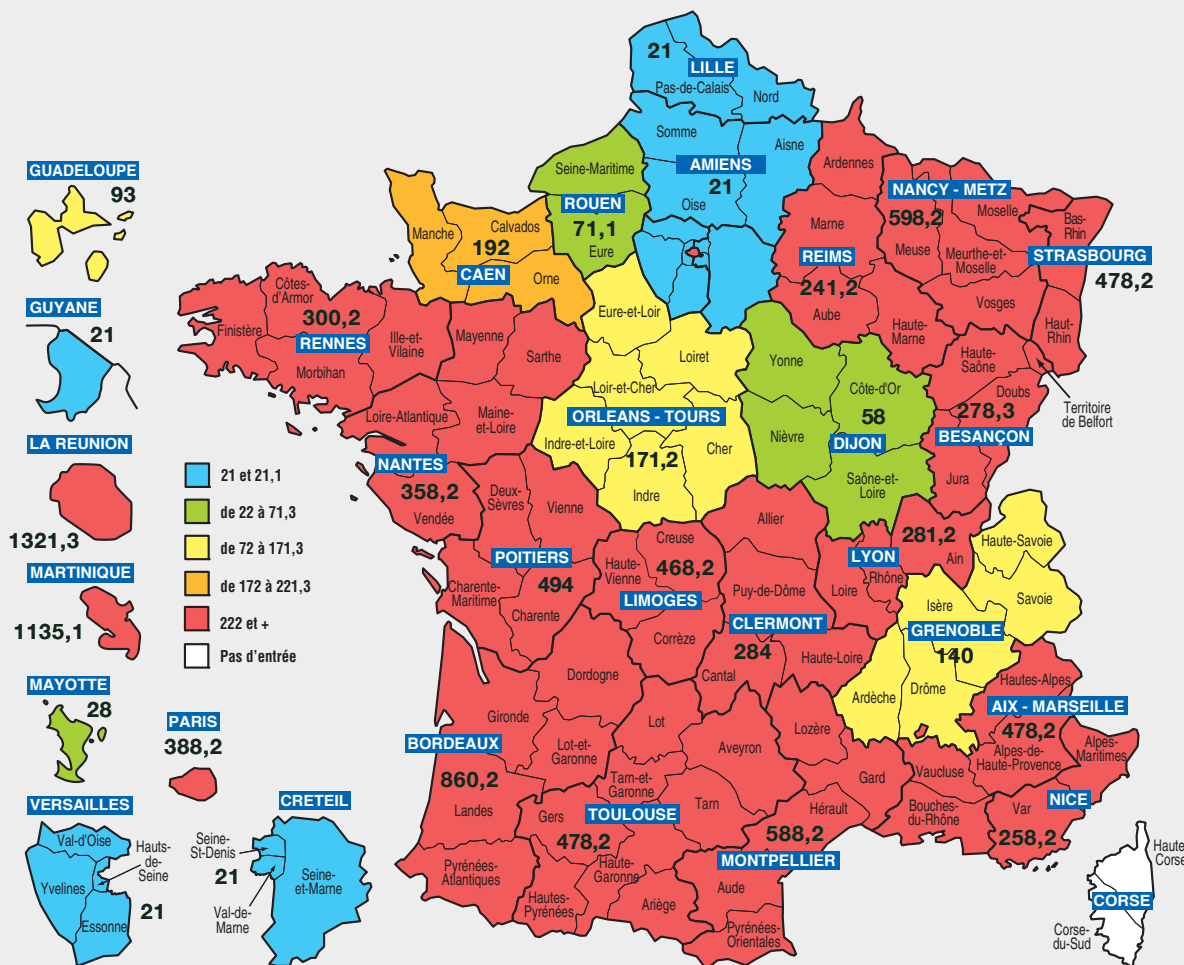 GUADELOUPE
93
GUYANE
21
LA REUNION
1321,3
MARTINIQUE
1135,1
MAYOTTE
28
PARIS
388,2
VERSAILLES
Val-d'Oise
Hauts-
de-
Seine
Yvelines
21
Essonne
CRETEIL
Seine-
St-Denis
21
Seine-
et-Marne
Val-de-
Marne
21 et 21,1
de 22 à 71,3
de 72 à 171,3
de 172 à 221,3
222 et +
Pas d'entrée
21
LILLE
Pas-de-Calais
Nord
Somme
Aisne
AMIENS
21
Oise
Seine-Maritime
ROUEN
71,1
Eure
Manche
Calvados
192
CAEN
Orne
Ardennes
Marne
REIMS
241,2
Aube
Haute-
Marne
NANCY - METZ
598,2
Moselle
Meuse
Meurthe-et-
Moselle
Vosges
Bas-
Rhin
STRASBOURG
478,2
Haut-
Rhin
Côtes-
d'Armor
300,2
Finistère
RENNES
Ille-et-
Vilaine
Morbihan
Mayenne
Sarthe
Loire-Atlantique
Maine-
et-Loire
NANTES
358,2
Vendée
Eure-et-Loir
Loiret
Loir-et-Cher
ORLEANS - TOURS
Indre-et-Loire
171,2
Cher
Indre
Yonne
Côte-d'Or
58
Nièvre
DIJON
Saône-et-
Loire
Haute-
Saône
Doubs
278,3
BESANÇON
Jura
Territoire
de Belfort
Deux-
Sèvres
Vienne
POITIERS
494
Charente-
Maritime
Charente
Creuse
Haute-
Vienne
468,2
LIMOGES
Corrèze
Allier
Puy-de-Dôme
CLERMONT
284
Haute-Loire
Cantal
LYON
281,2
Ain
Rhône
Loire
Haute-Savoie
Savoie
Isère
GRENOBLE
140
Ardèche
Drôme
Dordogne
Gironde
BORDEAUX
Lot-et-
Garonne
860,2
Landes
Pyrénées-
Atlantiques
Lot
Aveyron
Tarn-et-
Garonne
Tarn
Gers
TOULOUSE
478,2
Haute-
Garonne
Hautes-
Pyrénées
Ariège
Lozère
Gard
Hérault
588,2
MONTPELLIER
Aude
Pyrénées-
Orientales
Hautes-Alpes
AIX - MARSEILLE
478,2
Alpes-de-
Haute-Provence
Vaucluse
Bouches-
du-Rhône
Alpes-
Maritimes
NICE
Var
258,2
Haute
Corse
CORSE
Corse-
du-Sud